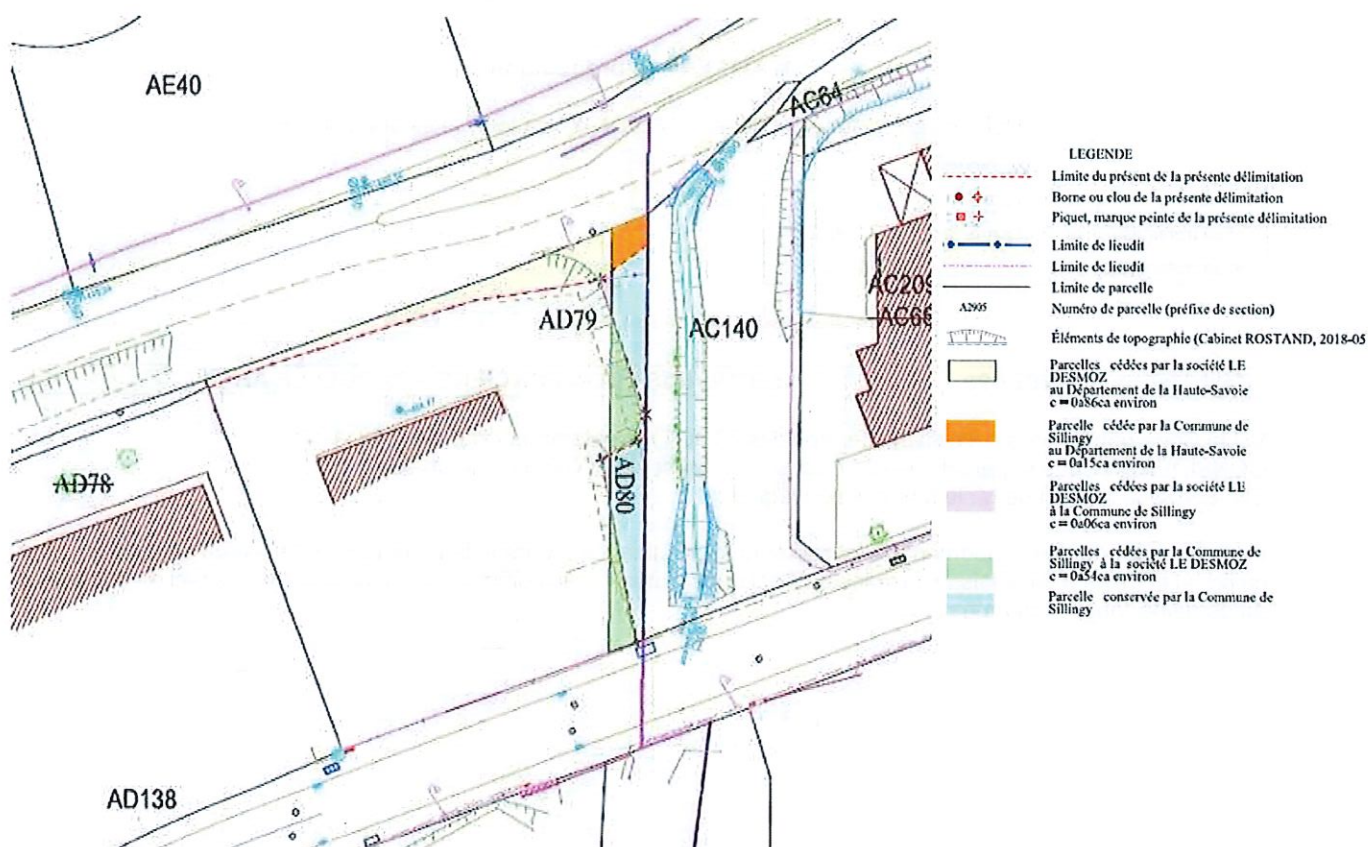 AE40
AC64
AD79
AC140
AC209
AC66
AD78
AD80
AD138
LEGENDE
Limite du présent de la présente délimitation
Borne ou clou de la présente délimitation
Piquet, marque peinte de la présente délimitation
Limite de lieudit
Limite de lieudit
Limite de parcelle
A2905 Numéro de parcelle (préfixe de section)
Éléments de topographie (Cabinet ROSTAND, 2018-05
Parcelles cédées par la société LE
DESMOZ
au Département de la Haute-Savoie
c = 0a86ca environ
Parcelle cédée par la Commune de
Sillingy
au Département de la Haute-Savoie
c = 0a15ca environ
Parcelles cédées par la société LE
DESMOZ
à la Commune de Sillingy
c = 0a06ca environ
Parcelles cédées par la Commune de
Sillingy à la société LE DESMOZ
c = 0a54ca environ
Parcelle conservée par la Commune de
Sillingy